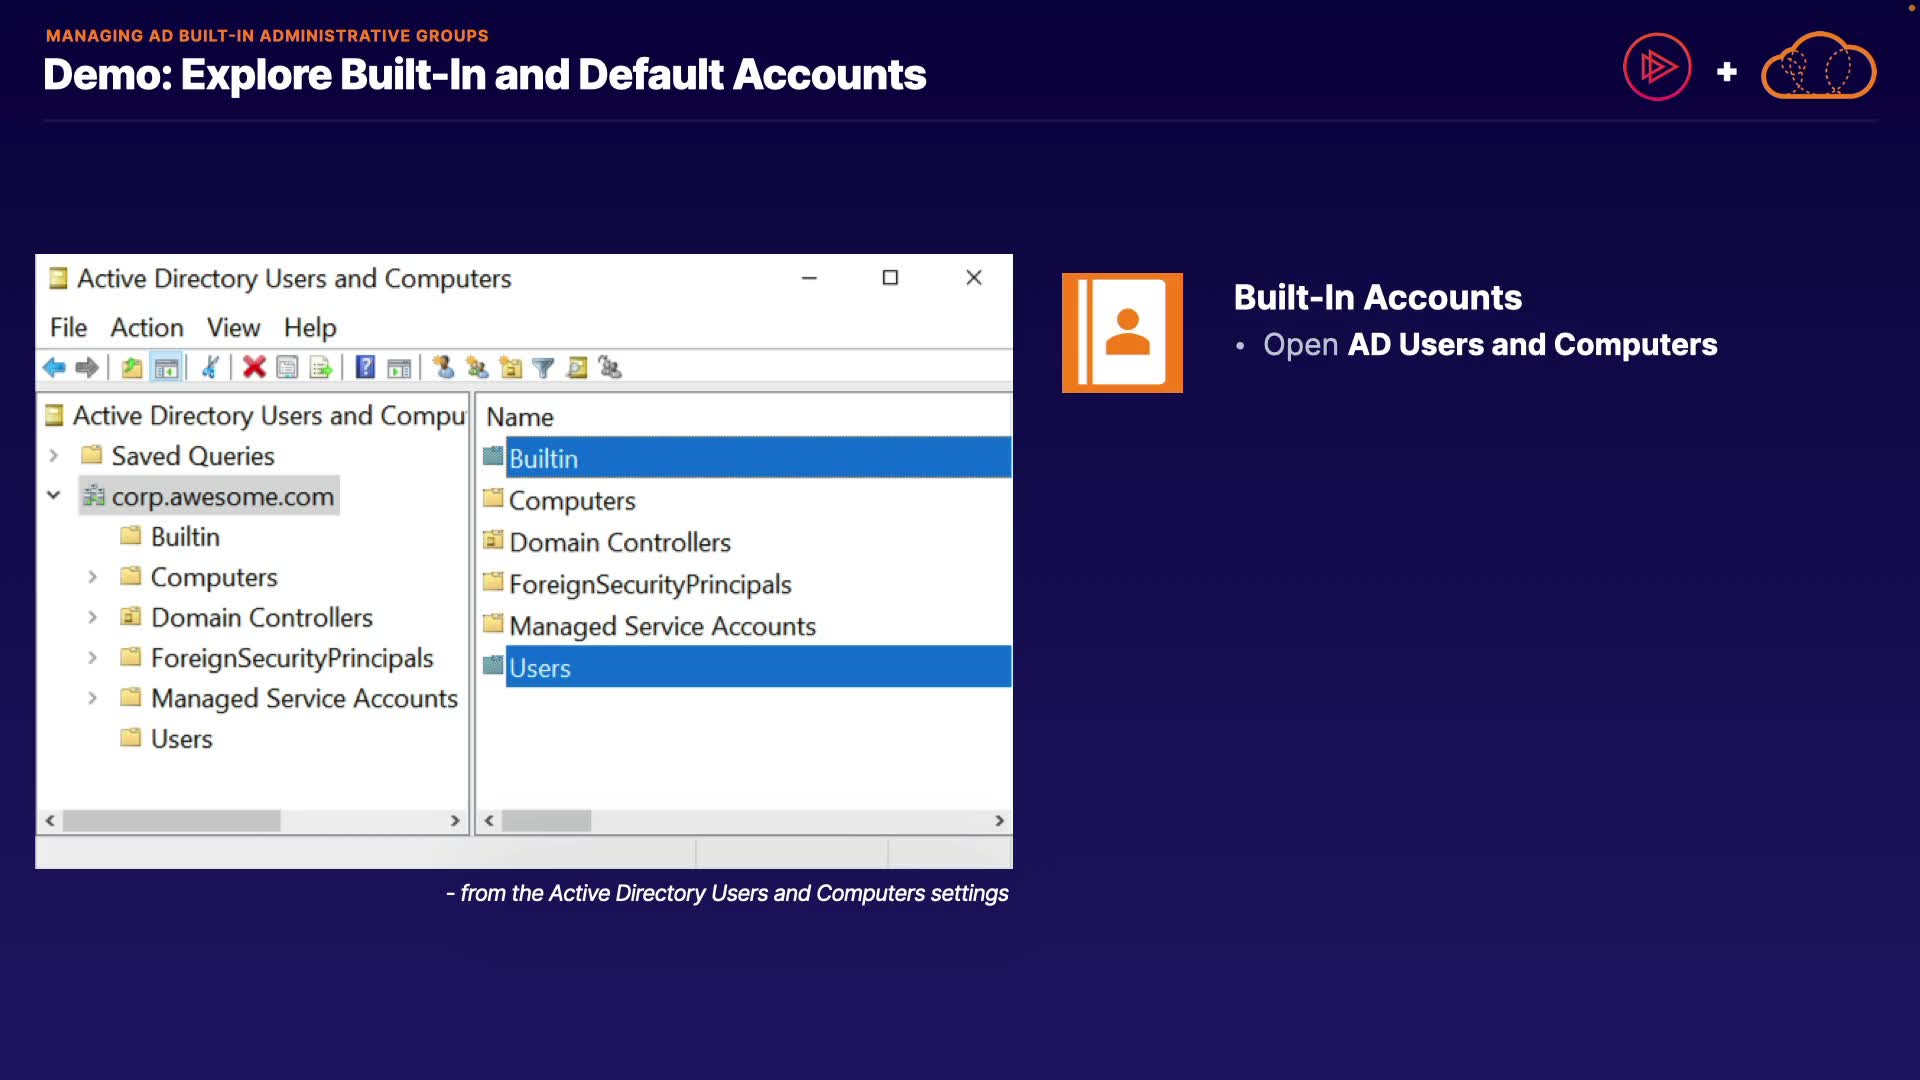 MANAGING AD BUILT-IN ADMINISTRATIVE GROUPS
Demo: Explore Built-In and Default Accounts
Active Directory Users and Computers
File Action View Help
Active Directory Users and Compu
Saved Queries
corp.awesome.com
Builtin
Computers
Domain Controllers
ForeignSecurityPrincipals
Managed Service Accounts
Users
Name
Builtin
Computers
Domain Controllers
ForeignSecurityPrincipals
Managed Service Accounts
Users
- from the Active Directory Users and Computers settings
Built-In Accounts
• Open AD Users and Computers